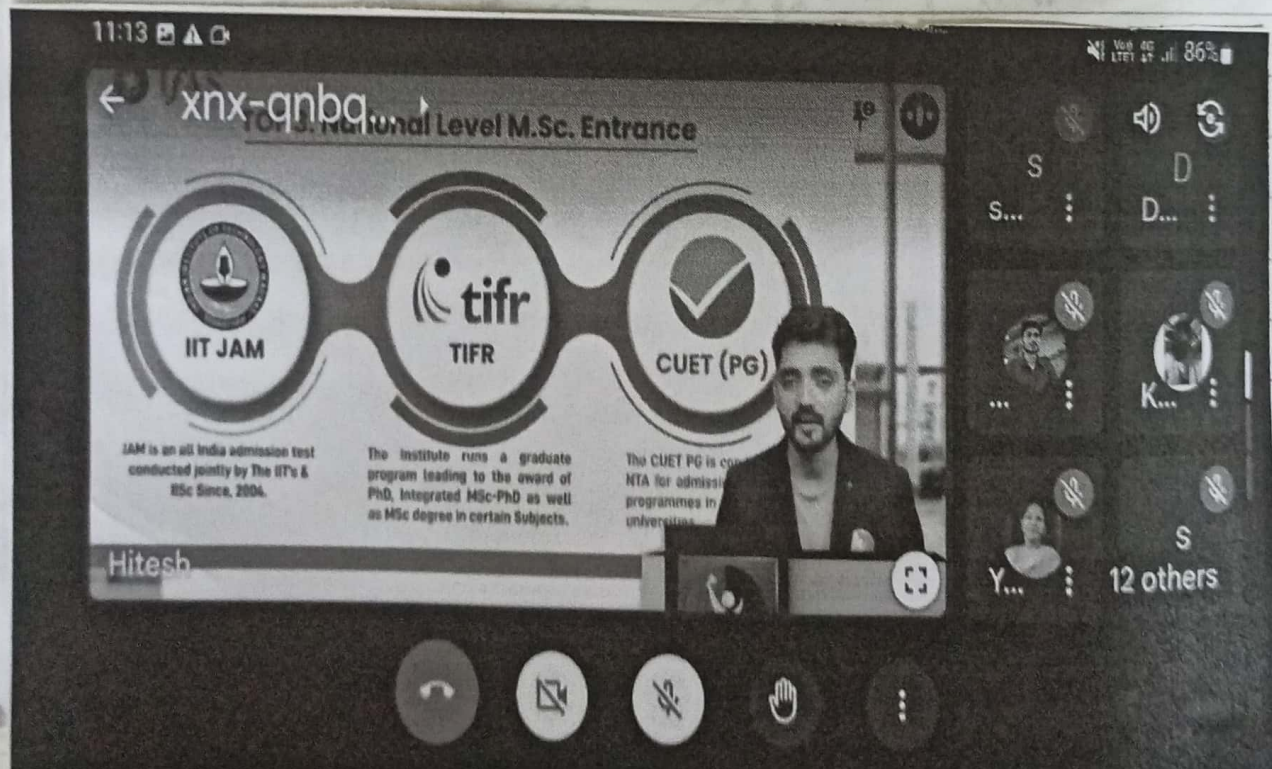 11:13
86%
xnx-qnbq...
National Level M.Sc. Entrance
IIT JAM
tifr
TIFR
CUET (PG)
JAM is an all India admission test
conducted jointly by The IIT's &
IISc Since, 2004.
The Institute runs a graduate
program leading to the award of
PhD, Integrated MSc-PhD as well
as MSc degree in certain Subjects.
The CUET PG is
NTA for
programmes in
universities
Hitesh
S
S...
D
D...
...
K...
Y...
S
12 others